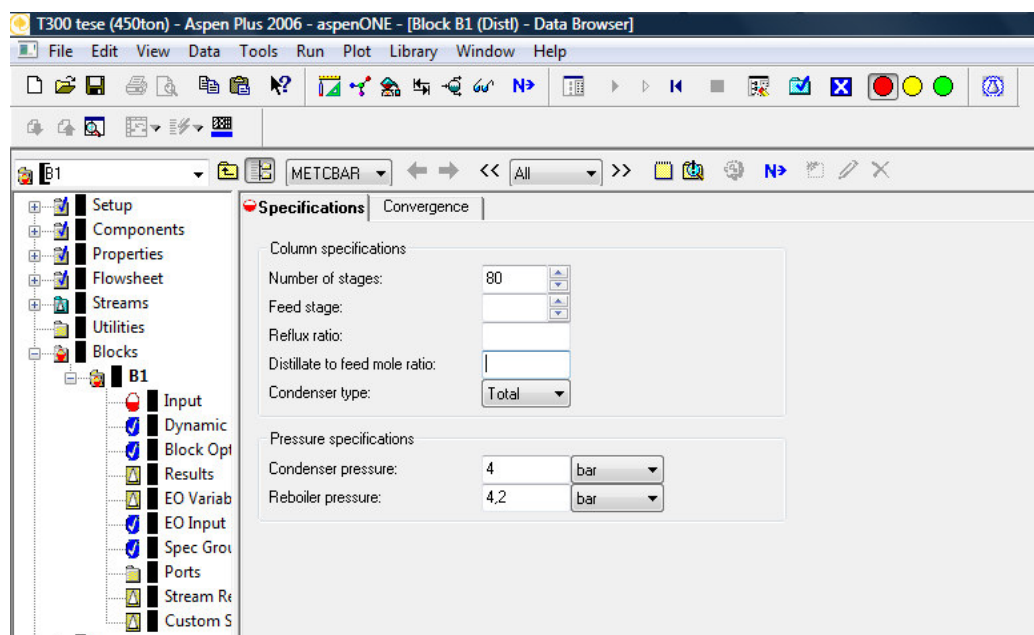 T300 tese (450ton) - Aspen Plus 2006 - aspenONE - [Block B1 (Distl) - Data Browser]
File Edit View Data Tools Run Plot Library Window Help
N>
B1 METCBAR << All >> N>
Setup
Components
Properties
Flowsheet
Streams
Utilities
Blocks
B1
Input
Dynamic
Block Opt
Results
EO Variab
EO Input
Spec Grou
Ports
Stream Re
Custom S
Specifications Convergence
Column specifications
Number of stages: 80
Feed stage:
Reflux ratio:
Distillate to feed mole ratio:
Condenser type: Total
Pressure specifications
Condenser pressure: 4 bar
Reboiler pressure: 4,2 bar